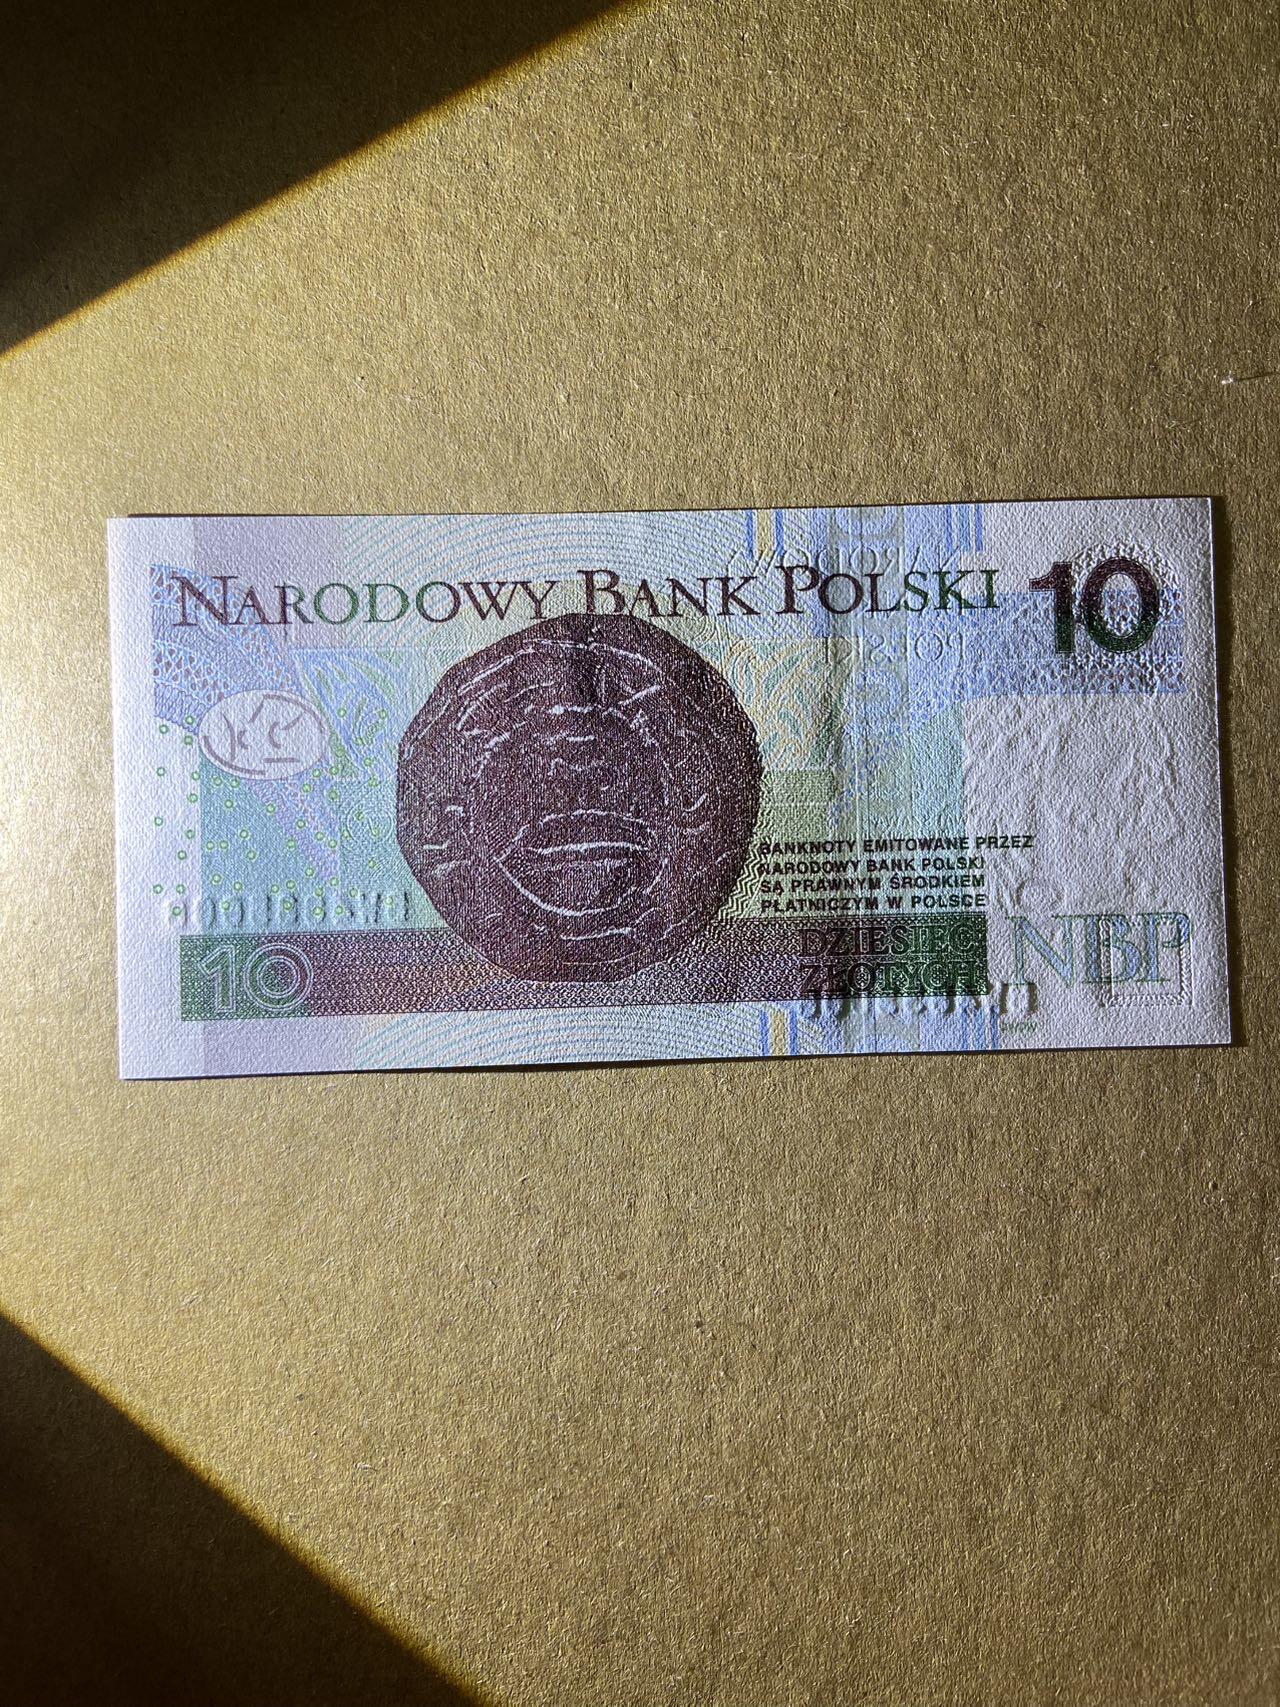 NARODOWY BANK POLSKI 10
BANKNOTY EMITOWANE PRZEZ
NARODOWY BANK POLSKI
SĄ PRAWNYM ŚRODKIEM
PŁATNICZYM W POLSCE
DZIESIĘĆ
ZŁOTYCH
NBP
10